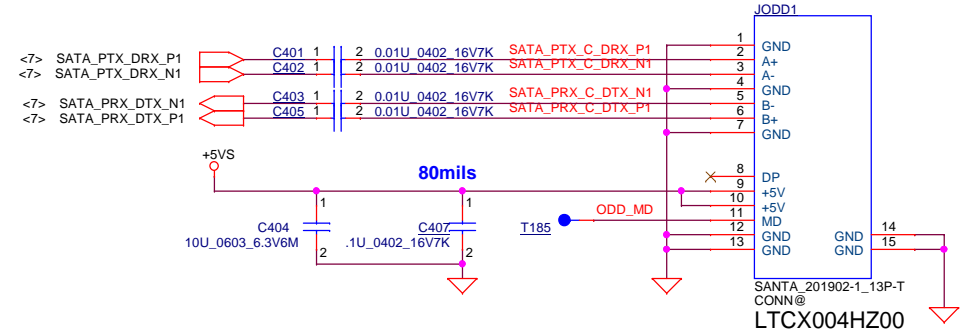 JODD1
<7> SATA_PTX_DRX_P1 C401 1 2 0.01U_0402_16V7K SATA_PTX_C_DRX_P1
<7> SATA_PTX_DRX_N1 C402 1 2 0.01U_0402_16V7K SATA_PTX_C_DRX_N1
<7> SATA_PRX_DTX_N1 C403 1 2 0.01U_0402_16V7K SATA_PRX_C_DTX_N1
<7> SATA_PRX_DTX_P1 C405 1 2 0.01U_0402_16V7K SATA_PRX_C_DTX_P1
1 GND
2 A+
3 A-
4 GND
5 B-
6 B+
7 GND
+5VS
80mils
8 DP
9 +5V
10 +5V
11 MD
12 GND
13 GND
GND 14
GND 15
1
C404
10U_0603_6.3V6M
2
1
C407
.1U_0402_16V7K
2
T185
ODD_MD
SANTA_201902-1_13P-T
CONN@
LTCX004HZ00